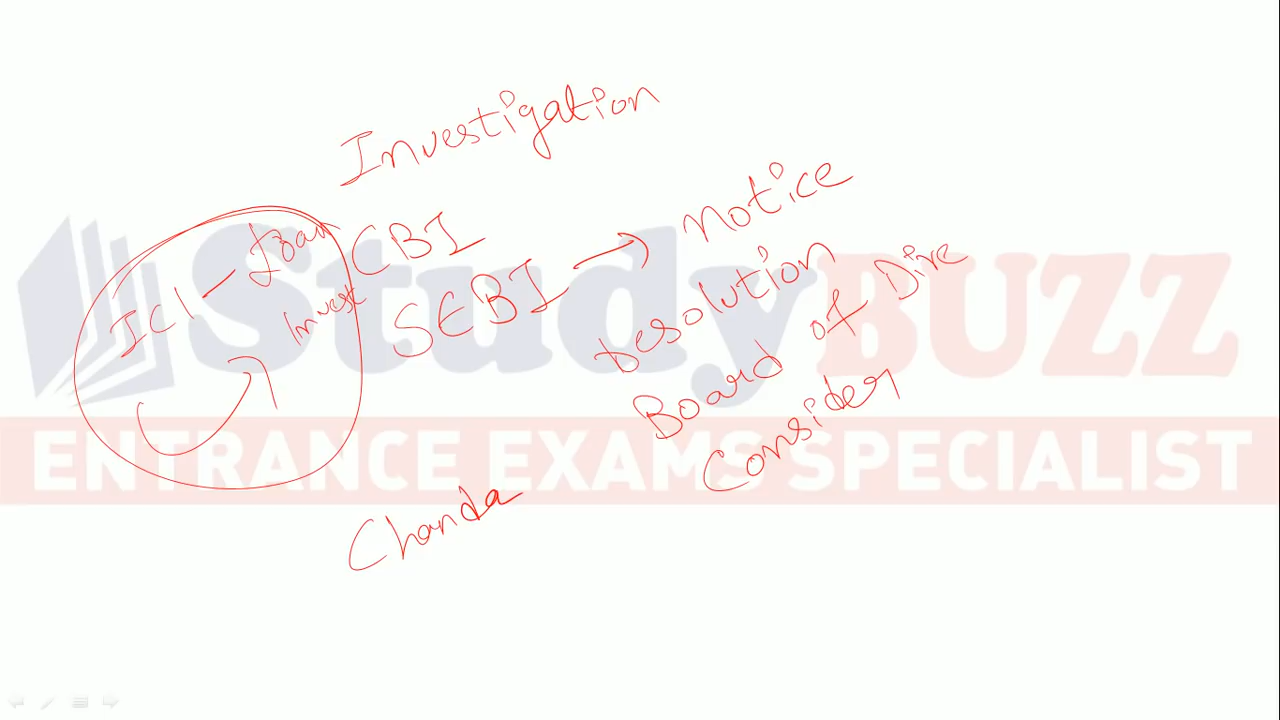 Investigation
CBI
SEBI → Notice
ICI - loan
Invest
Resolution
Board of Dire
Consider
Chanda
Study BUZZ
ENTRANCE EXAMS SPECIALIST